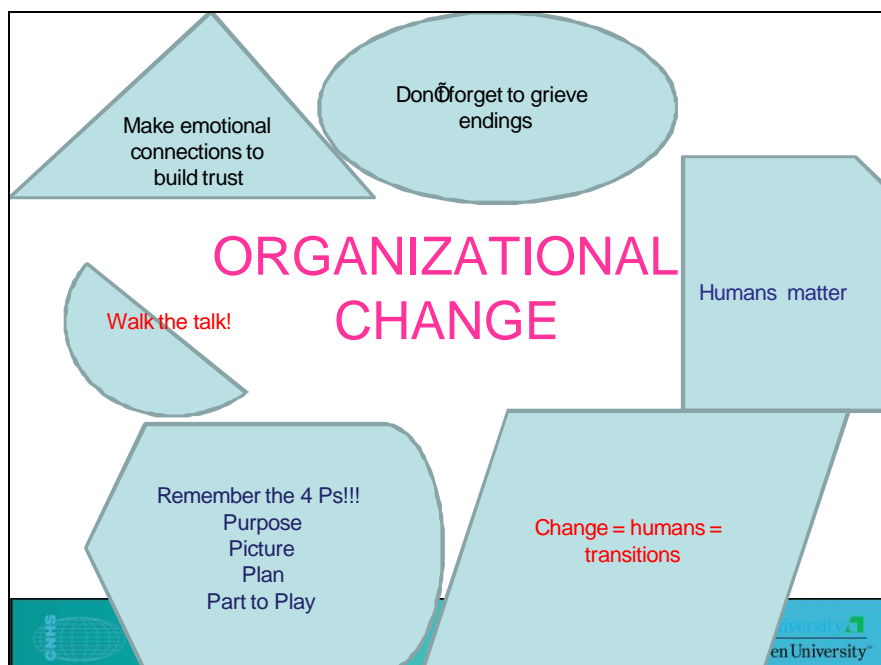 Make emotional
connections to
build trust
DonÕt forget to grieve
endings
ORGANIZATIONAL
CHANGE
Humans matter
Walk the talk!
Remember the 4 Ps!!!
Purpose
Picture
Plan
Part to Play
Change = humans =
transitions
CNHS
iversity
en University